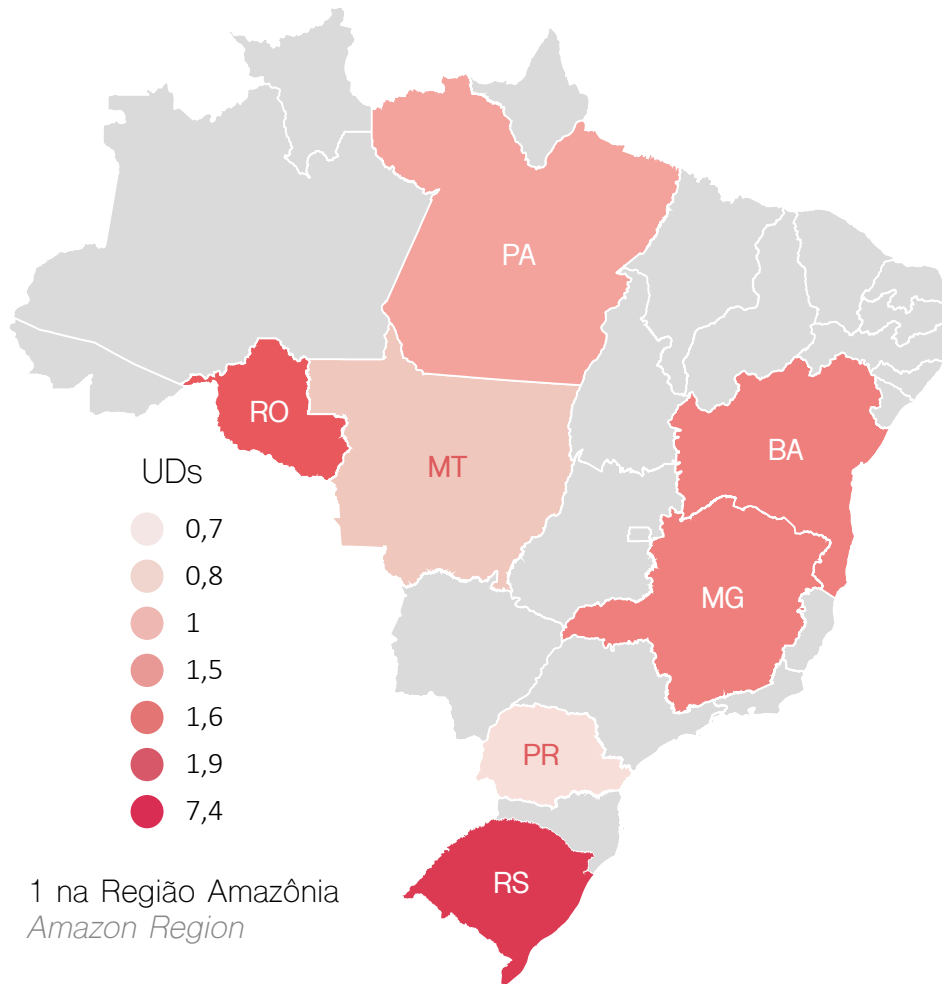 PA
RO
MT
BA
MG
PR
RS
UDs
0,7
0,8
1
1,5
1,6
1,9
7,4
1 na Região Amazônia
Amazon Region